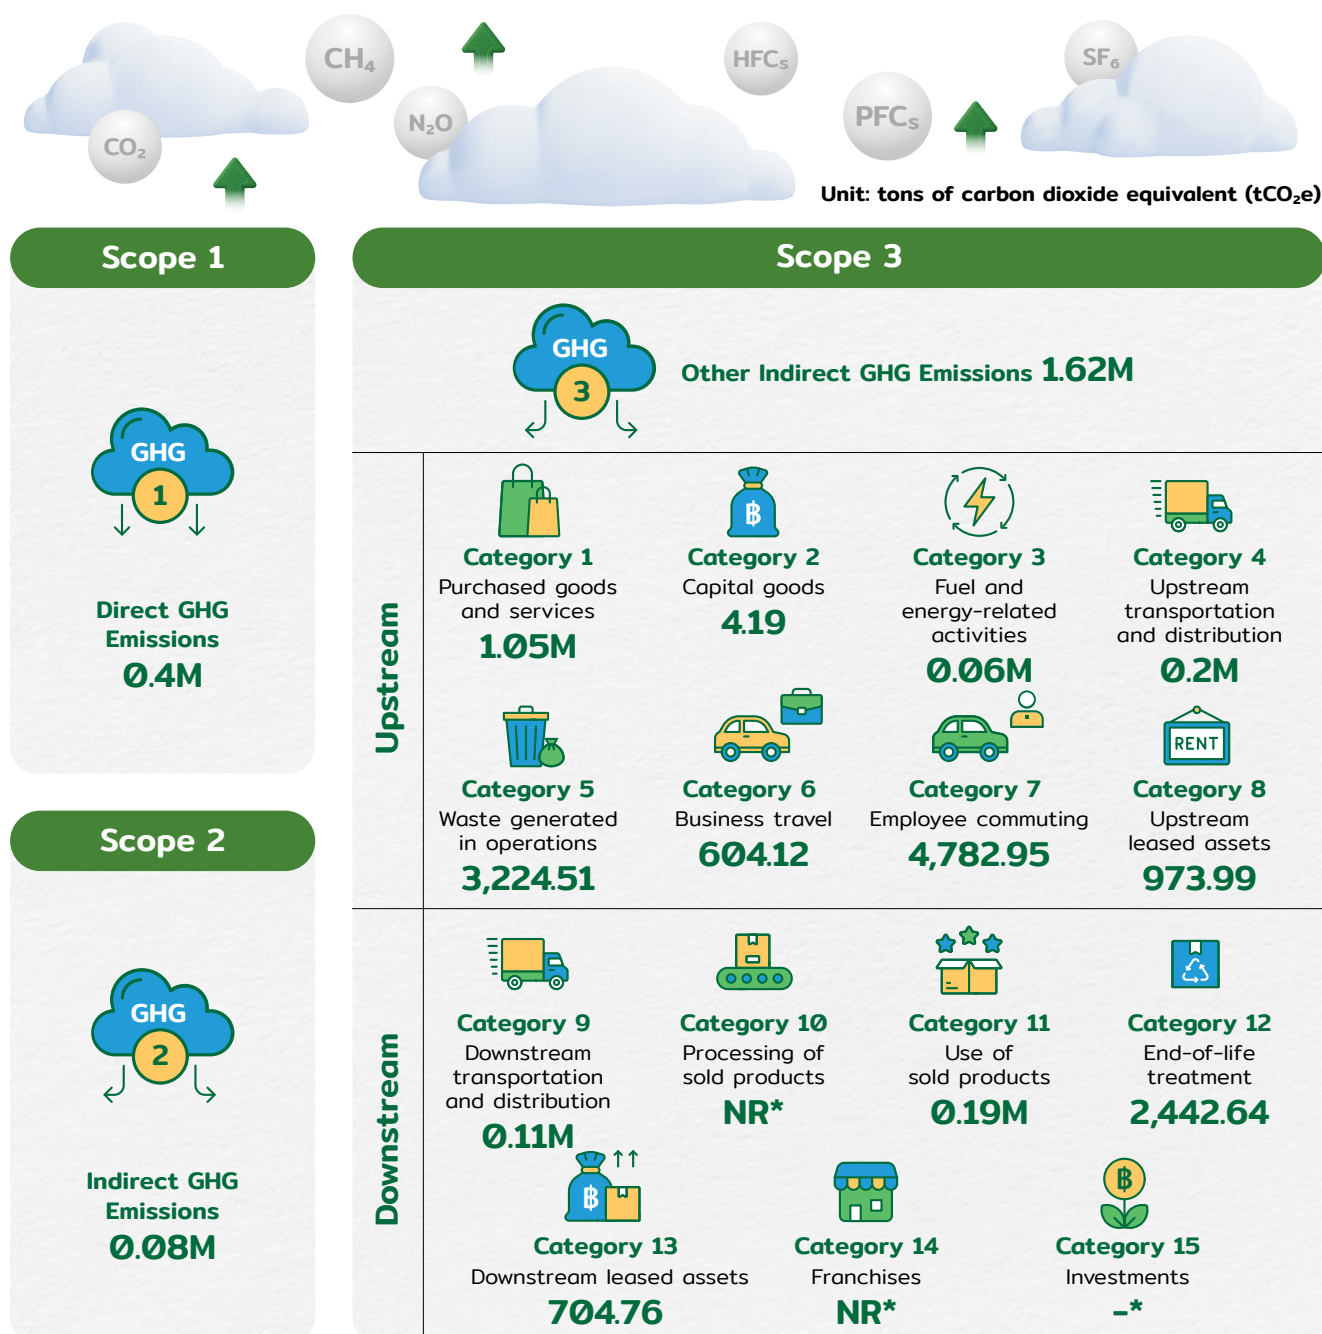 CH₄
HFCs
SF₆
N₂O
PFCs
CO₂
Unit: tons of carbon dioxide equivalent (tCO₂e)
Scope 1
GHG
1
Direct GHG
Emissions
0.4M
Scope 2
GHG
2
Indirect GHG
Emissions
0.08M
Scope 3
GHG
3
Other Indirect GHG Emissions 1.62M
Upstream
Category 1
Purchased goods
and services
1.05M
฿
Category 2
Capital goods
4.19
Category 3
Fuel and
energy-related
activities
0.06M
Category 4
Upstream
transportation
and distribution
0.2M
Category 5
Waste generated
in operations
3,224.51
Category 6
Business travel
604.12
Category 7
Employee commuting
4,782.95
RENT
Category 8
Upstream
leased assets
973.99
Downstream
Category 9
Downstream
transportation
and distribution
0.11M
Category 10
Processing of
sold products
NR*
Category 11
Use of
sold products
0.19M
Category 12
End-of-life
treatment
2,442.64
฿
Category 13
Downstream leased assets
704.76
Category 14
Franchises
NR*
฿
Category 15
Investments
-*